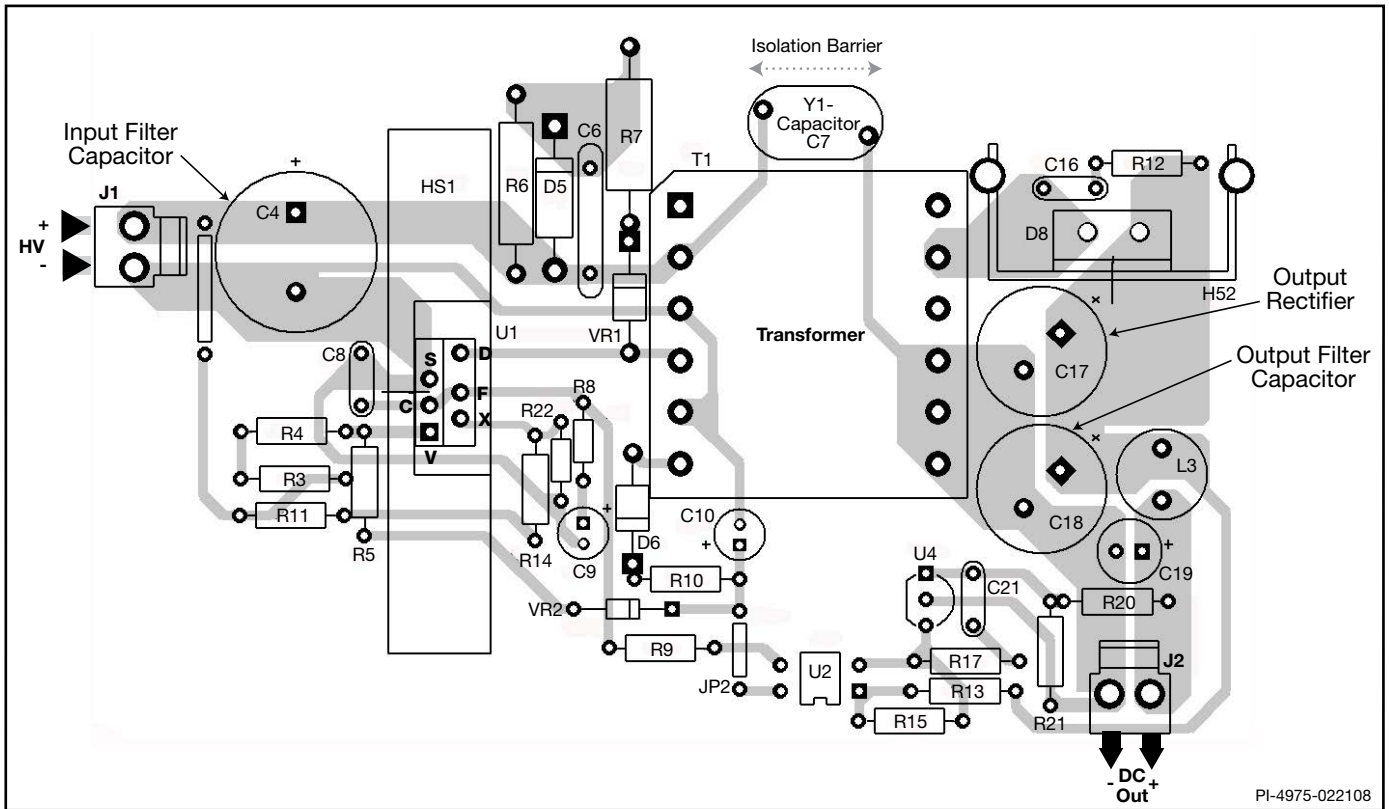 Isolation Barrier
Y1-
Capacitor
C7
Input Filter
Capacitor
+
J1
C4
HS1
R6
D5
C6
R7
T1
C16
R12
+
HV
-
D8
Output
Rectifier
H52
U1
VR1
Transformer
C8
S
D
C17
Output Filter
Capacitor
F
R8
C
X
R22
R4
V
L3
R3
C10
C18
R11
+
+
+
R5
R14
C9
D6
U4
C19
R10
C21
R20
VR2
R9
U2
R17
J2
JP2
R13
R15
R21
- DC +
Out
PI-4975-022108